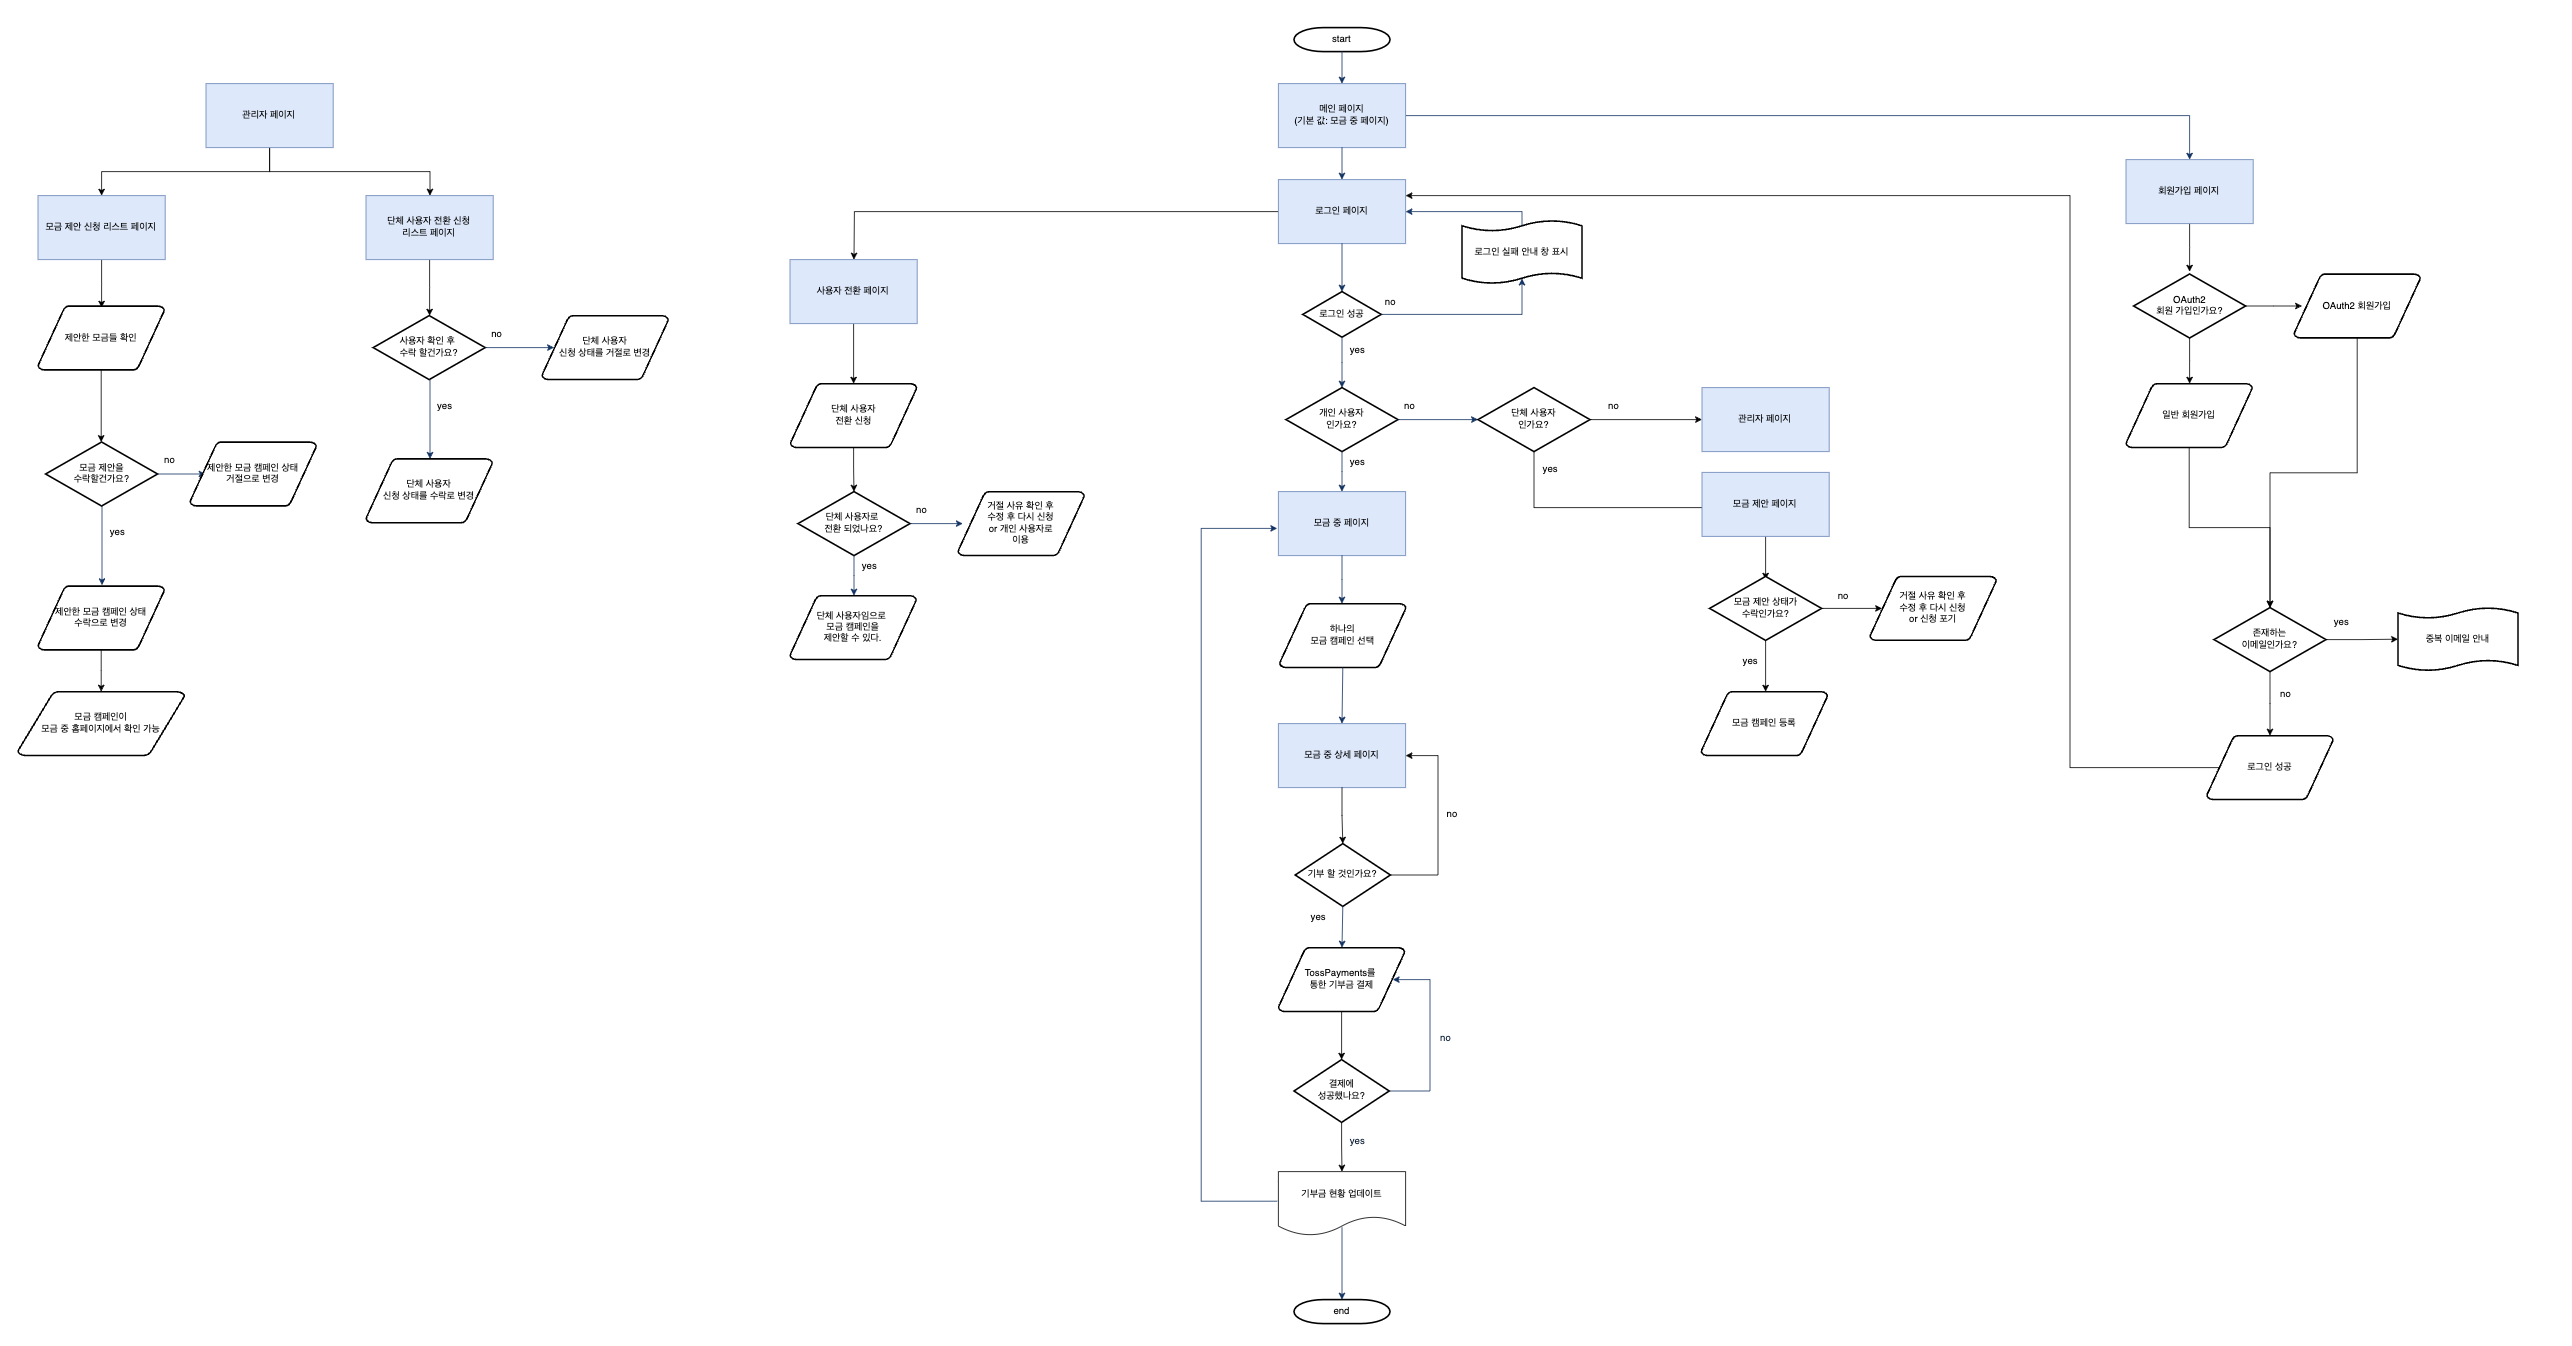 start
관리자 페이지
모금 제안 신청 리스트 페이지
단체 사용자 전환 신청
리스트 페이지
제안한 모금들 확인
사용자 확인 후
수락 할건가요?
no
단체 사용자
신청 상태를 거절로 변경
yes
단체 사용자
신청 상태를 수락로 변경
모금 제안을
수락할건가요?
no
제안한 모금 캠페인 상태
거절으로 변경
yes
제안한 모금 캠페인 상태
수락으로 변경
모금 캠페인이
모금 중 홈페이지에서 확인 가능
메인 페이지
(기본 값: 모금 중 페이지)
로그인 페이지
로그인 실패 안내 창 표시
사용자 전환 페이지
단체 사용자
전환 신청
단체 사용자로
전환 되었나요?
no
거절 사유 확인 후
수정 후 다시 신청
or 개인 사용자로
이용
yes
단체 사용자임으로
모금 캠페인을
제안할 수 있다.
로그인 성공
no
yes
개인 사용자
인가요?
no
단체 사용자
인가요?
no
관리자 페이지
yes
yes
모금 제안 페이지
모금 제안 상태가
수락인가요?
no
거절 사유 확인 후
수정 후 다시 신청
or 신청 포기
yes
모금 캠페인 등록
모금 중 페이지
하나의
모금 캠페인 선택
모금 중 상세 페이지
no
기부 할 것인가요?
yes
TossPayments를
통한 기부금 결제
no
결제에
성공했나요?
yes
기부금 현황 업데이트
end
회원가입 페이지
OAuth2
회원 가입인가요?
OAuth2 회원가입
일반 회원가입
존재하는
이메일인가요?
yes
중복 이메일 안내
no
로그인 성공